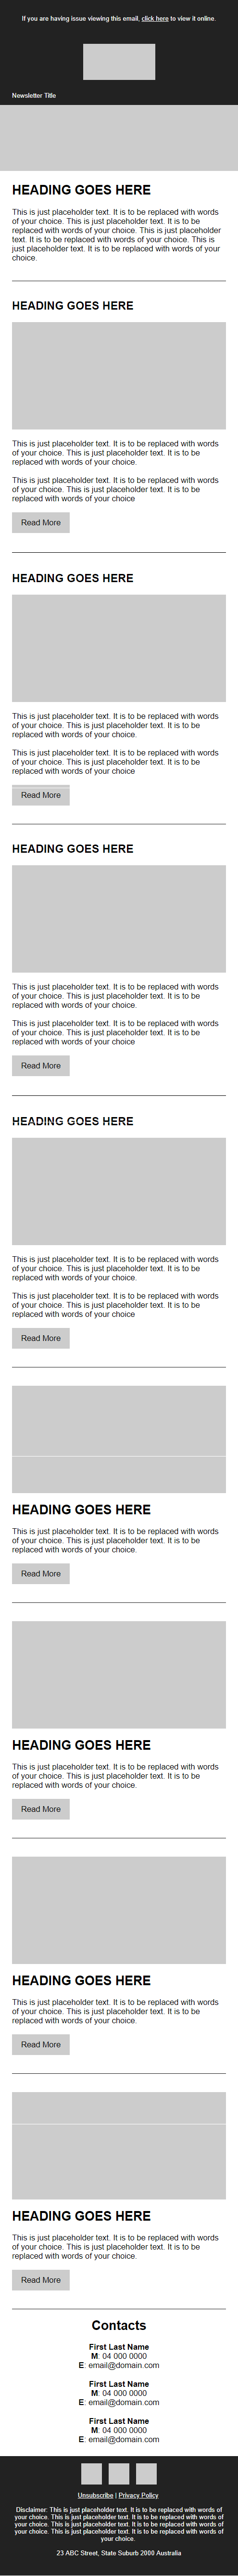 If you are having issue viewing this email, click here to view it online.
Newsletter Title
HEADING GOES HERE
This is just placeholder text. It is to be replaced with words
of your choice. This is just placeholder text. It is to be
replaced with words of your choice. This is just placeholder
text. It is to be replaced with words of your choice. This is
just placeholder text. It is to be replaced with words of your
choice.
HEADING GOES HERE
This is just placeholder text. It is to be replaced with words
of your choice. This is just placeholder text. It is to be
replaced with words of your choice.
This is just placeholder text. It is to be replaced with words
of your choice. This is just placeholder text. It is to be
replaced with words of your choice
Read More
HEADING GOES HERE
This is just placeholder text. It is to be replaced with words
of your choice. This is just placeholder text. It is to be
replaced with words of your choice.
This is just placeholder text. It is to be replaced with words
of your choice. This is just placeholder text. It is to be
replaced with words of your choice
Read More
HEADING GOES HERE
This is just placeholder text. It is to be replaced with words
of your choice. This is just placeholder text. It is to be
replaced with words of your choice.
This is just placeholder text. It is to be replaced with words
of your choice. This is just placeholder text. It is to be
replaced with words of your choice
Read More
HEADING GOES HERE
This is just placeholder text. It is to be replaced with words
of your choice. This is just placeholder text. It is to be
replaced with words of your choice.
This is just placeholder text. It is to be replaced with words
of your choice. This is just placeholder text. It is to be
replaced with words of your choice
Read More
HEADING GOES HERE
This is just placeholder text. It is to be replaced with words
of your choice. This is just placeholder text. It is to be
replaced with words of your choice.
Read More
HEADING GOES HERE
This is just placeholder text. It is to be replaced with words
of your choice. This is just placeholder text. It is to be
replaced with words of your choice.
Read More
HEADING GOES HERE
This is just placeholder text. It is to be replaced with words
of your choice. This is just placeholder text. It is to be
replaced with words of your choice.
Read More
HEADING GOES HERE
This is just placeholder text. It is to be replaced with words
of your choice. This is just placeholder text. It is to be
replaced with words of your choice.
Read More
Contacts
First Last Name
M: 04 000 0000
E: email@domain.com
First Last Name
M: 04 000 0000
E: email@domain.com
First Last Name
M: 04 000 0000
E: email@domain.com
Unsubscribe | Privacy Policy
Disclaimer: This is just placeholder text. It is to be replaced with words of
your choice. This is just placeholder text. It is to be replaced with words of
your choice. This is just placeholder text. It is to be replaced with words of
your choice. This is just placeholder text. It is to be replaced with words of
your choice.
23 ABC Street, State Suburb 2000 Australia